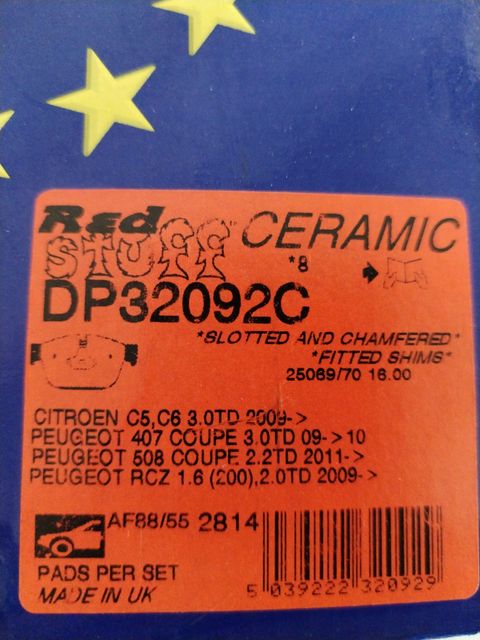 Red STUFF CERAMIC
*8
DP32092C
*SLOTTED AND CHAMFERED*
*FITTED SHIMS*
25069/70 16.00
CITROEN C5,C6 3.0TD 2009->
PEUGEOT 407 COUPE 3.0TD 09->10
PEUGEOT 508 COUPE 2.2TD 2011->
PEUGEOT RCZ 1.6 (200),2.0TD 2009->
AF88/55 2814
PADS PER SET
MADE IN UK
5 039222 320929